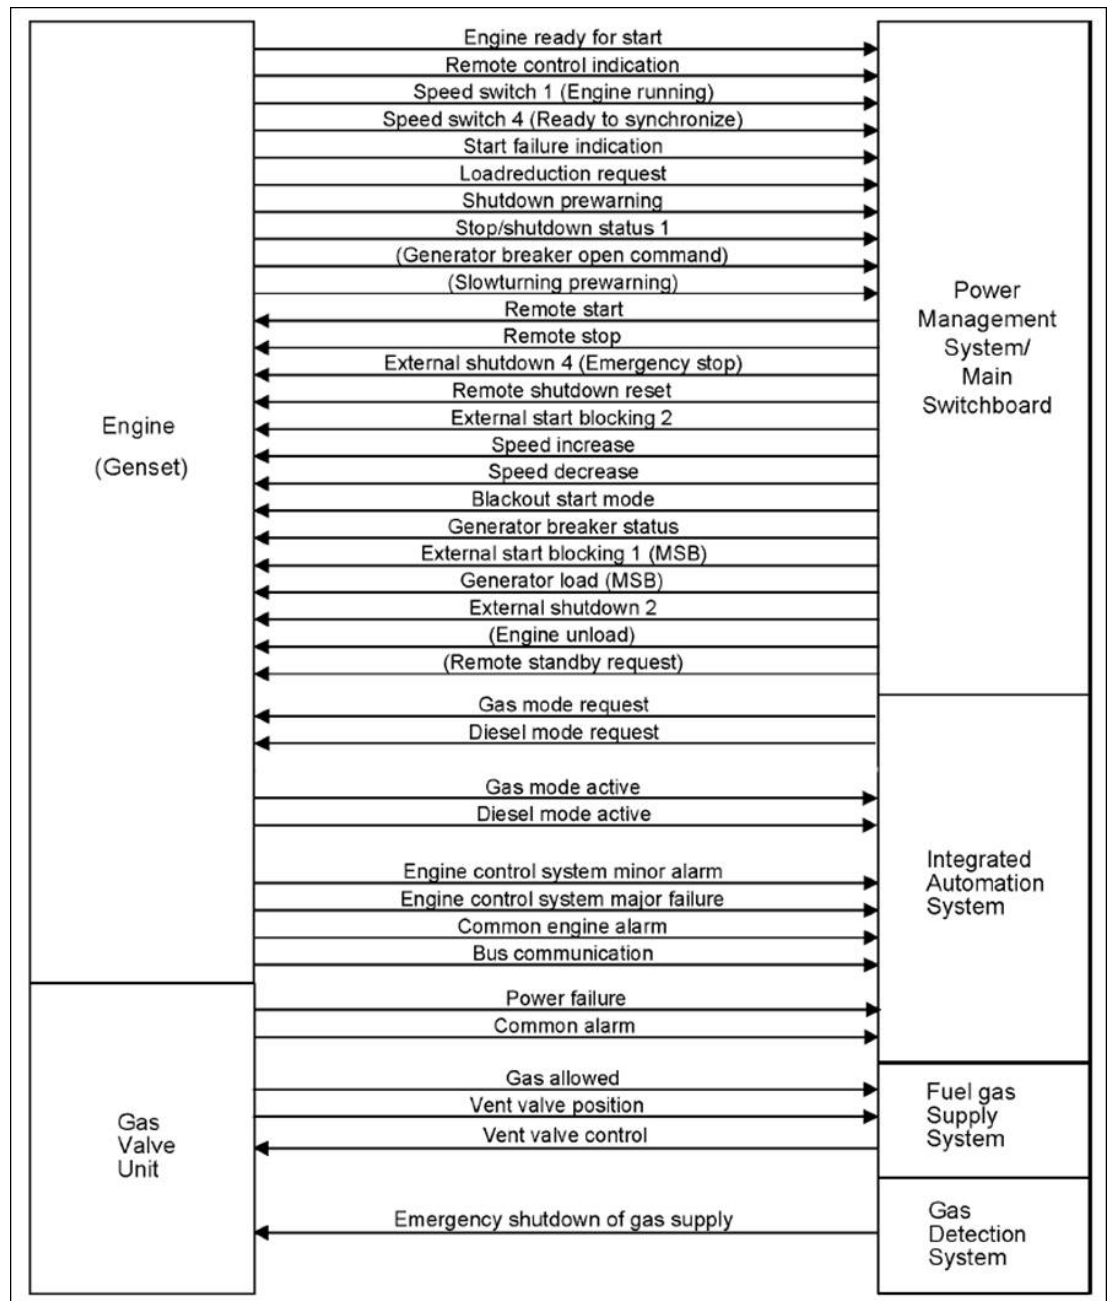 Engine ready for start
Remote control indication
Speed switch 1 (Engine running)
Speed switch 4 (Ready to synchronize)
Start failure indication
Loadreduction request
Shutdown prewarning
Stop/shutdown status 1
(Generator breaker open command)
(Slowturning prewarning)
Remote start
Remote stop
External shutdown 4 (Emergency stop)
Remote shutdown reset
External start blocking 2
Speed increase
Speed decrease
Blackout start mode
Generator breaker status
External start blocking 1 (MSB)
Generator load (MSB)
External shutdown 2
(Engine unload)
(Remote standby request)
Engine
(Genset)
Power
Management
System/
Main
Switchboard
Gas mode request
Diesel mode request
Gas mode active
Diesel mode active
Engine control system minor alarm
Engine control system major failure
Common engine alarm
Bus communication
Power failure
Common alarm
Integrated
Automation
System
Gas allowed
Vent valve position
Vent valve control
Fuel gas
Supply
System
Gas
Valve
Unit
Emergency shutdown of gas supply
Gas
Detection
System